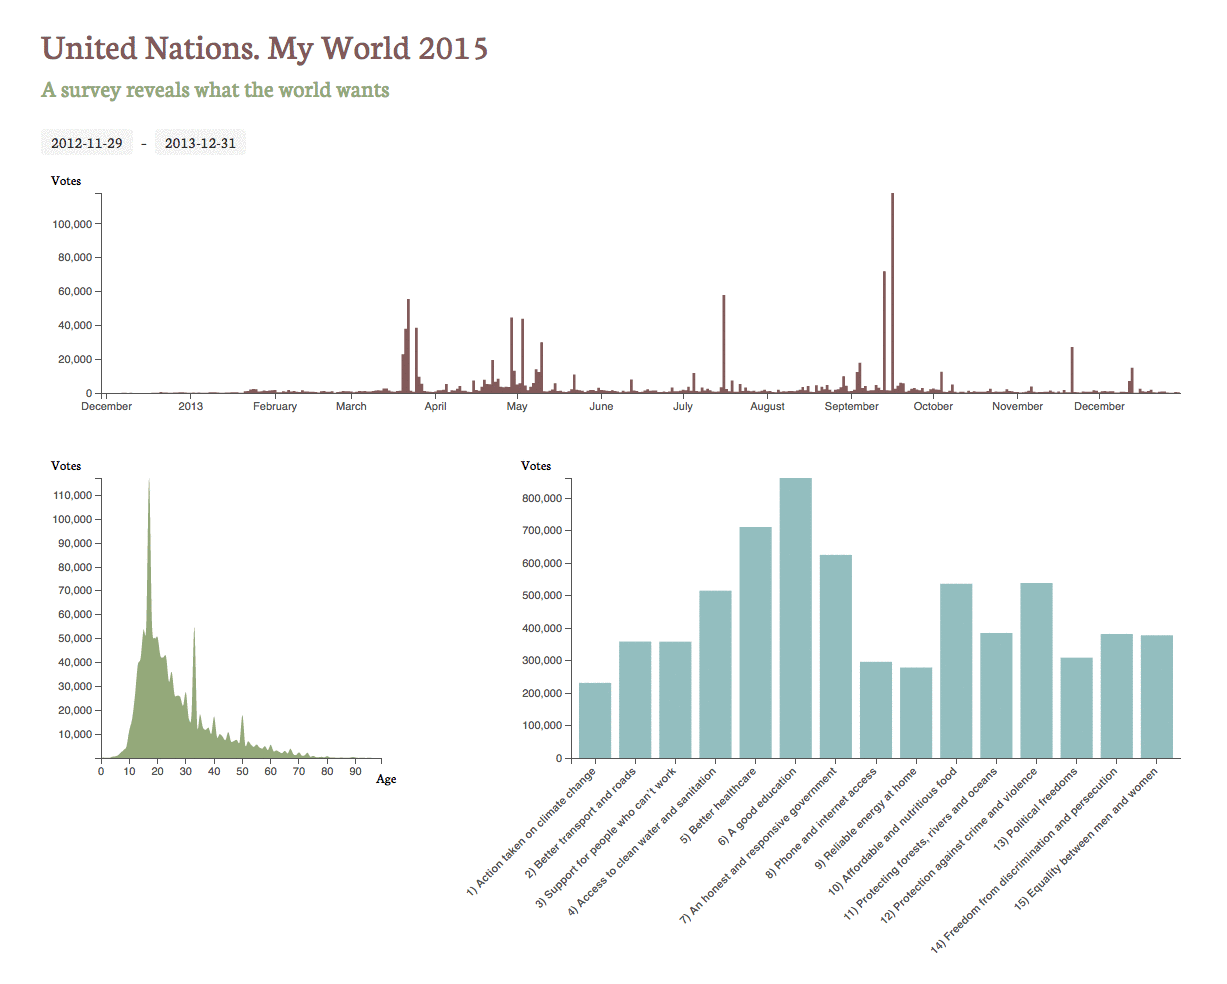 United Nations. My World 2015
A survey reveals what the world wants
2012-11-29 - 2013-12-31
Votes
100,000
80,000
60,000
40,000
20,000
0
December 2013 February March April May June July August September October November December
Votes
110,000
100,000
90,000
80,000
70,000
60,000
50,000
40,000
30,000
20,000
10,000
0 10 20 30 40 50 60 70 80 90
Age
Votes
800,000
700,000
600,000
500,000
400,000
300,000
200,000
100,000
0
1) Action taken on climate change
2) Better transport and roads
3) Support for people who can't work
4) Access to clean water and sanitation
5) Better healthcare
6) A good education
7) An honest and responsive government
8) Phone and internet access
9) Reliable energy at home
10) Affordable and nutritious food
11) Protecting forests, rivers and oceans
12) Protection against crime and violence
13) Political freedoms
14) Freedom from discrimination and persecution
15) Equality between men and women